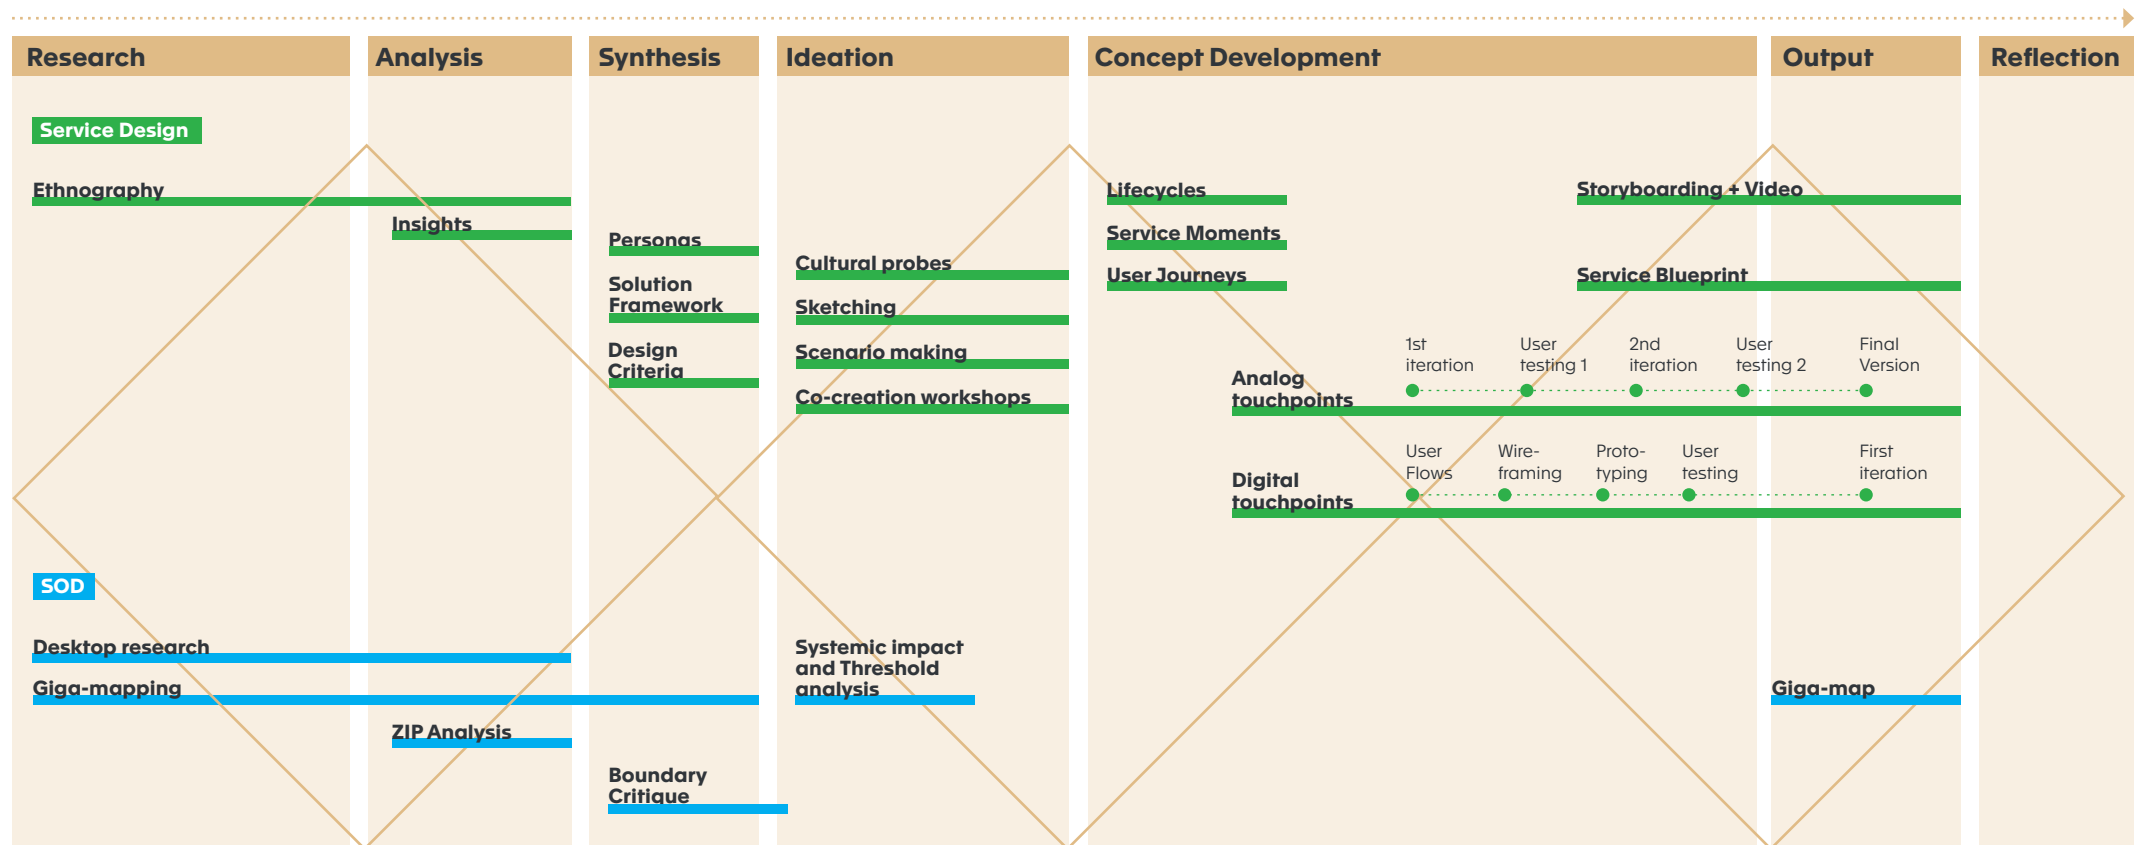 Research
Analysis
Synthesis
Ideation
Concept Development
Output
Reflection
Service Design
Ethnography
Insights
Personas
Solution
Framework
Design
Criteria
Cultural probes
Sketching
Scenario making
Co-creation workshops
Lifecycles
Service Moments
User Journeys
Storyboarding + Video
Service Blueprint
Analog
touchpoints
1st
iteration
User
testing 1
2nd
iteration
User
testing 2
Final
Version
Digital
touchpoints
User
Flows
Wire-
framing
Proto-
typing
User
testing
First
iteration
SOD
Desktop research
Giga-mapping
ZIP Analysis
Boundary
Critique
Systemic impact
and Threshold
analysis
Giga-map